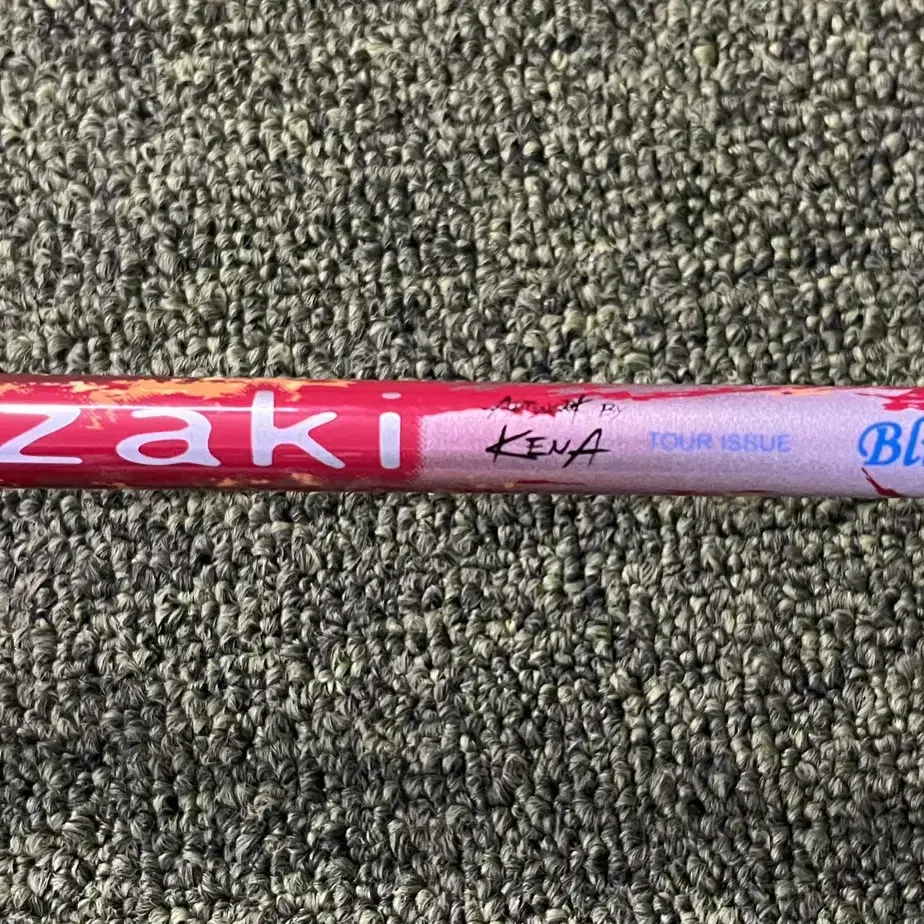 zaki
Artwork By
KENA
TOUR ISSUE
Bl